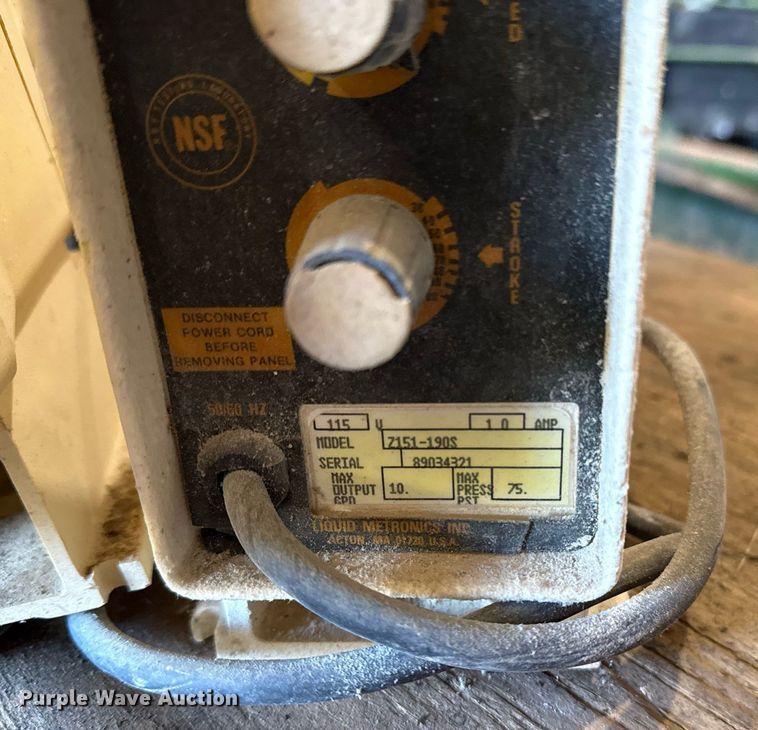 NSF
STROKE
DISCONNECT
POWER CORD
BEFORE
REMOVING PANEL
50/60 HZ
115 V 1.0 AMP
MODEL Z151-190S
SERIAL 89034321
MAX OUTPUT GPD 10. MAX PRESS PSI 75.
LIQUID METRONICS INC
ACTON, MA 01720 U.S.A.
Purple Wave Auction